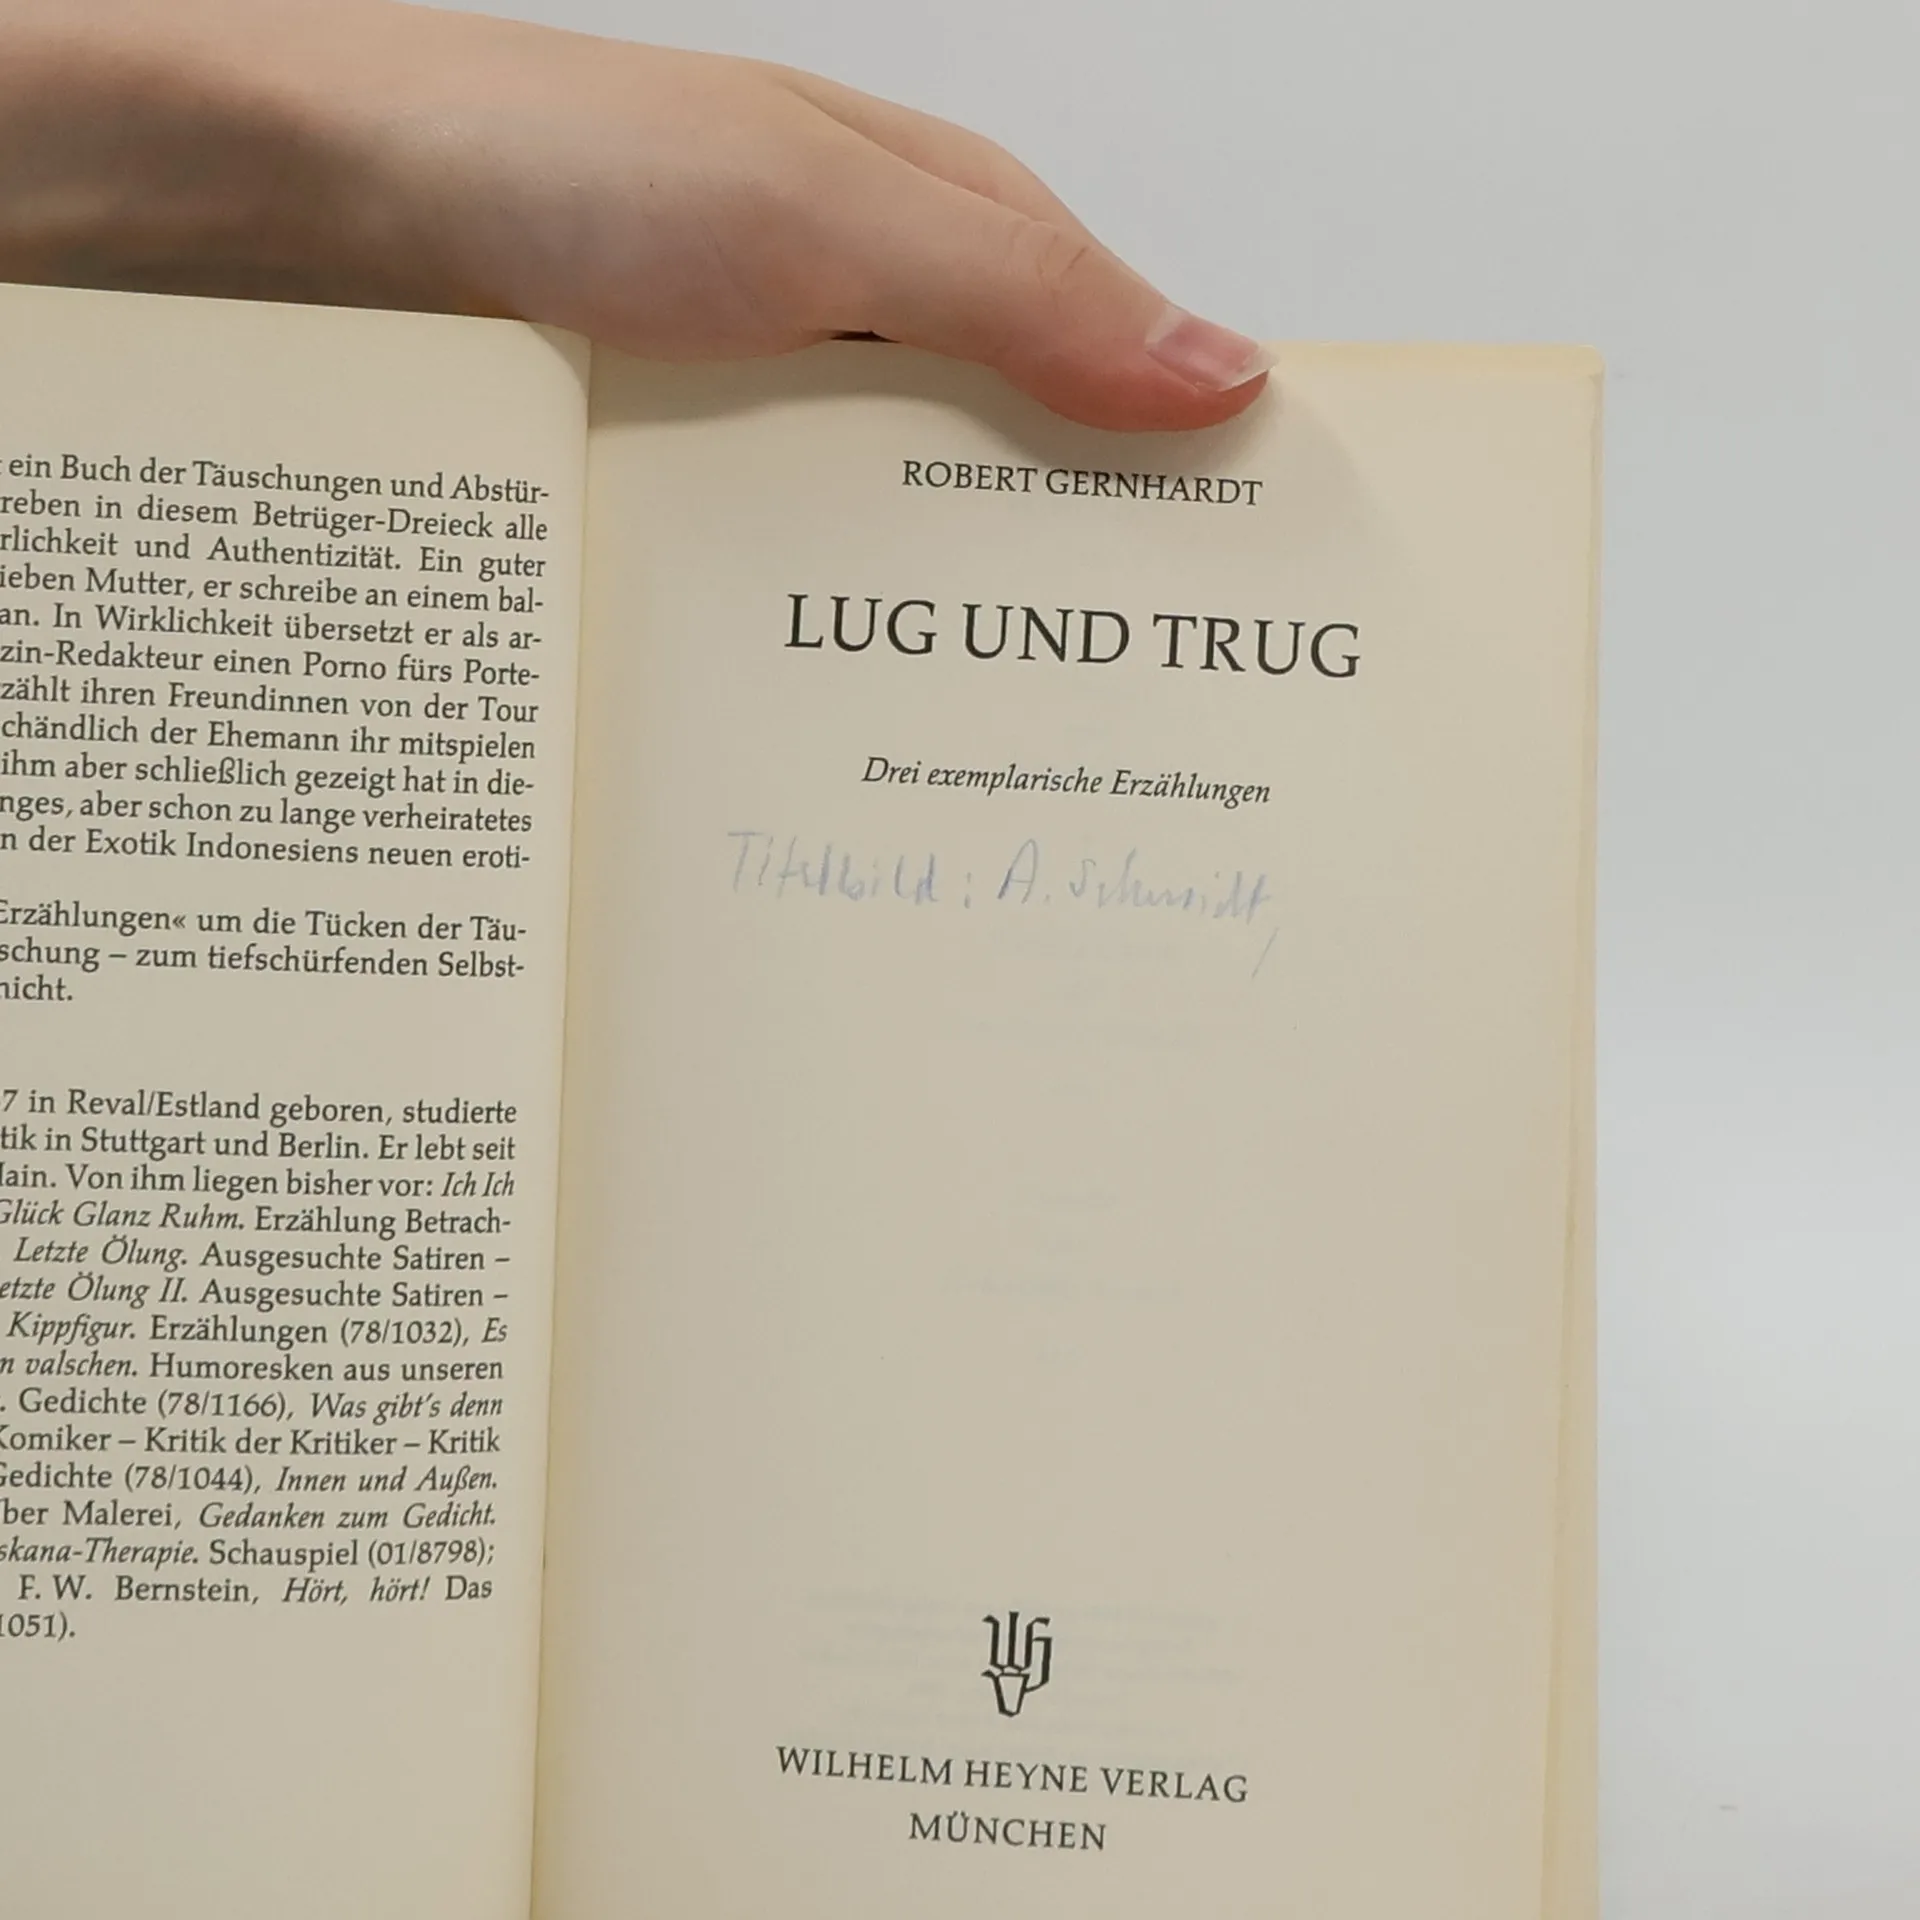 ein Buch der Täuschungen und Abstür-
reben in diesem Betrüger-Dreieck alle
rlichkeit und Authentizität. Ein guter
ieben Mutter, er schreibe an einem bal-
an. In Wirklichkeit übersetzt er als ar-
zin-Redakteur einen Porno fürs Porte-
zählt ihren Freundinnen von der Tour
chändlich der Ehemann ihr mitspielen
ihm aber schließlich gezeigt hat in die-
nges, aber schon zu lange verheiratetes
n der Exotik Indonesiens neuen eroti-
Erzählungen« um die Tücken der Täu-
schung – zum tiefschürfenden Selbst-
nicht.
7 in Reval/Estland geboren, studierte
tik in Stuttgart und Berlin. Er lebt seit
Main. Von ihm liegen bisher vor: Ich Ich
Glück Glanz Ruhm. Erzählung Betrach-
Letzte Ölung. Ausgesuchte Satiren –
etzte Ölung II. Ausgesuchte Satiren –
Kippfigur. Erzählungen (78/1032), Es
n valschen. Humoresken aus unseren
. Gedichte (78/1166), Was gibt's denn
Komiker – Kritik der Kritiker – Kritik
Gedichte (78/1044), Innen und Außen.
ber Malerei, Gedanken zum Gedicht.
skana-Therapie. Schauspiel (01/8798);
F. W. Bernstein, Hört, hört! Das
1051).
ROBERT GERNHARDT
LUG UND TRUG
Drei exemplarische Erzählungen
Titelbild: A. Schmidt,
WILHELM HEYNE VERLAG
MÜNCHEN